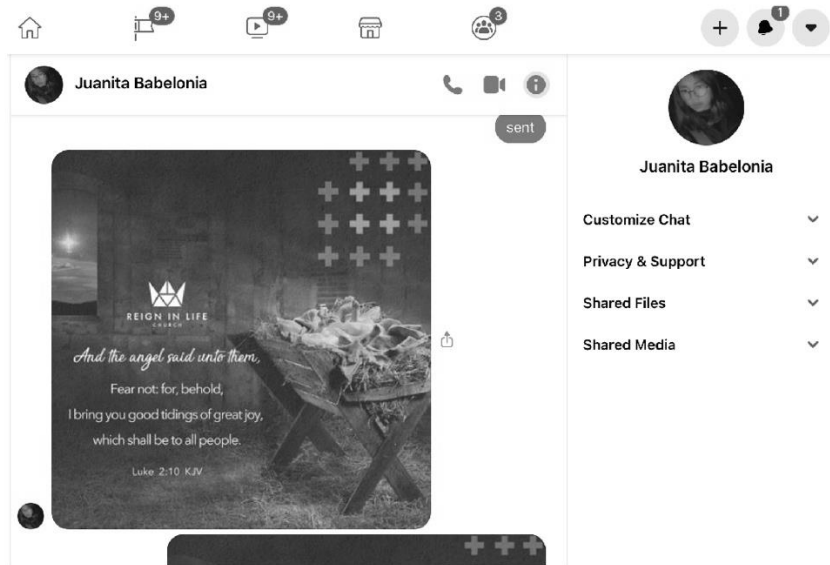 9+
9+
3
1
Juanita Babelonia
sent
REIGN IN LIFE
CHURCH
And the angel said unto them,
Fear not: for, behold,
I bring you good tidings of great joy,
which shall be to all people.
Luke 2:10 KJV
Juanita Babelonia
Customize Chat
Privacy & Support
Shared Files
Shared Media